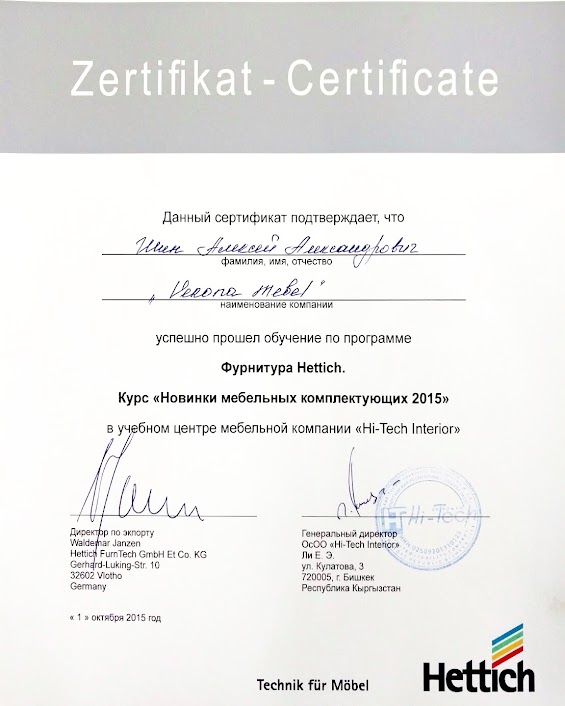 Zertifikat - Certificate
Данный сертификат подтверждает, что
Шин Алексей Александрович
фамилия, имя, отчество
"Европа Mebel"
наименование компании
успешно прошел обучение по программе
Фурнитура Hettich.
Курс «Новинки мебельных комплектующих 2015»
в учебном центре мебельной компании «Hi-Tech Interior»
Hi-Tech
Директор по экпорту
Waldemar Janzen
Hettich FurnTech GmbH Et Co. KG
Gerhard-Luking-Str. 10
32602 Vlotho
Germany
Генеральный директор
ОсОО «Hi-Tech Interior»
Ли Е. Э.
ул. Кулатова, 3
720005, г. Бишкек
Республика Кыргызстан
« 1 » октября 2015 год
Technik für Möbel
Hettich